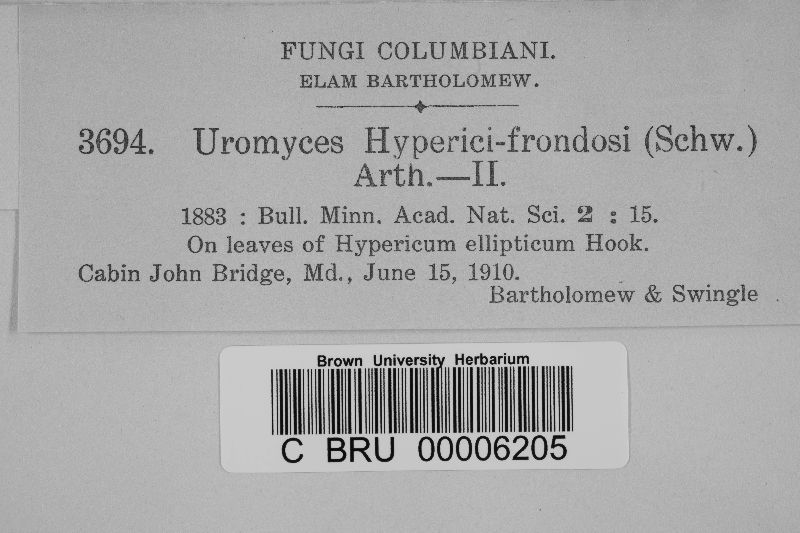 FUNGI COLUMBIANI.
ELAM BARTHOLOMEW.
3694. Uromyces Hyperici-frondosi (Schw.)
Arth.—II.
1883 : Bull. Minn. Acad. Nat. Sci. 2 : 15.
On leaves of Hypericum ellipticum Hook.
Cabin John Bridge, Md., June 15, 1910.
Bartholomew & Swingle
Brown University Herbarium
C BRU 00006205